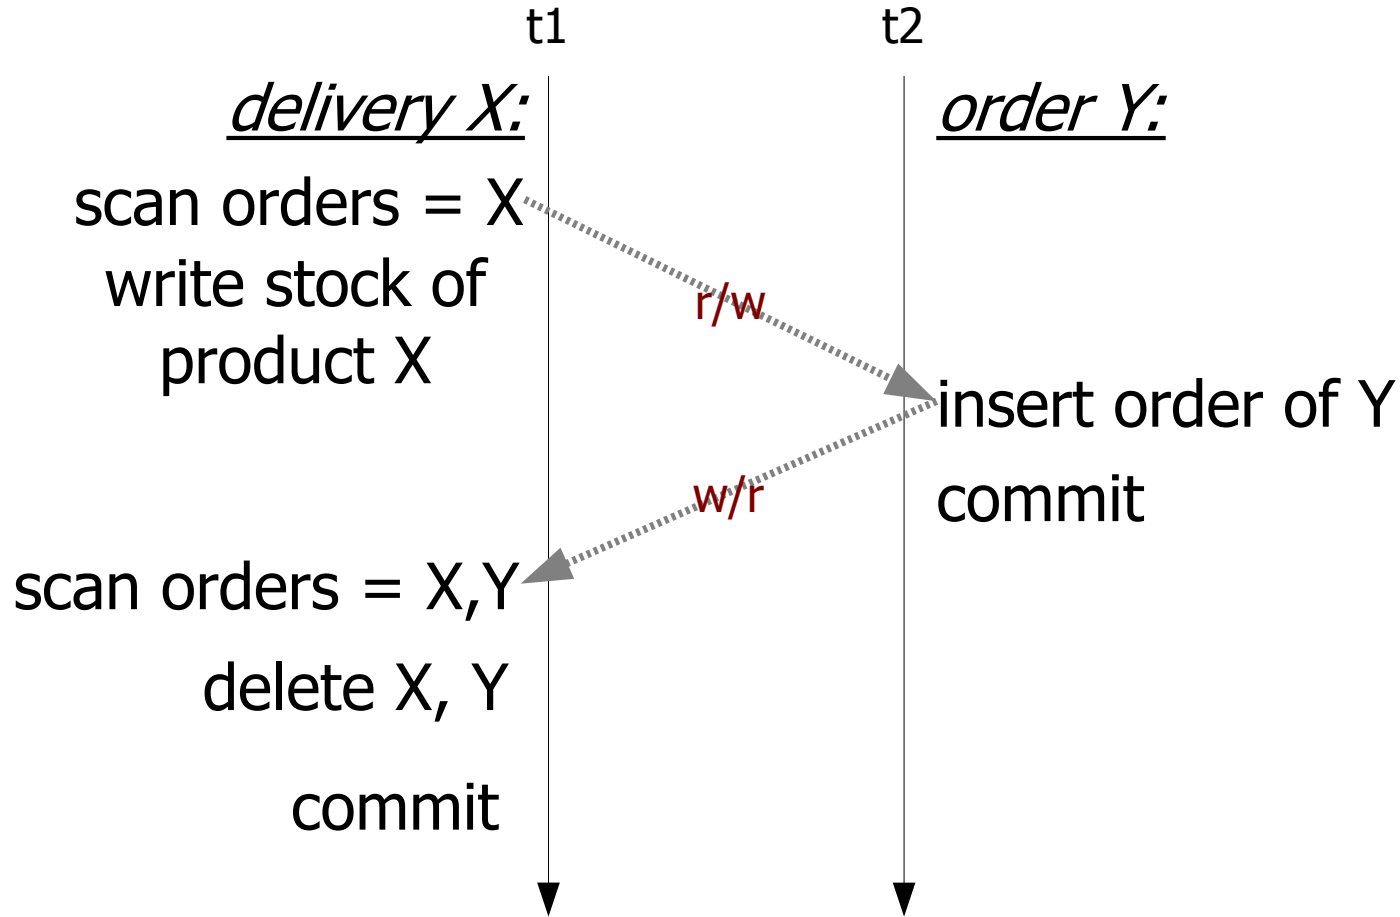 t1
t2
delivery X:
order Y:
scan orders = X
write stock of
product X
r/w
insert order of Y
w/r
commit
scan orders = X,Y
delete X, Y
commit